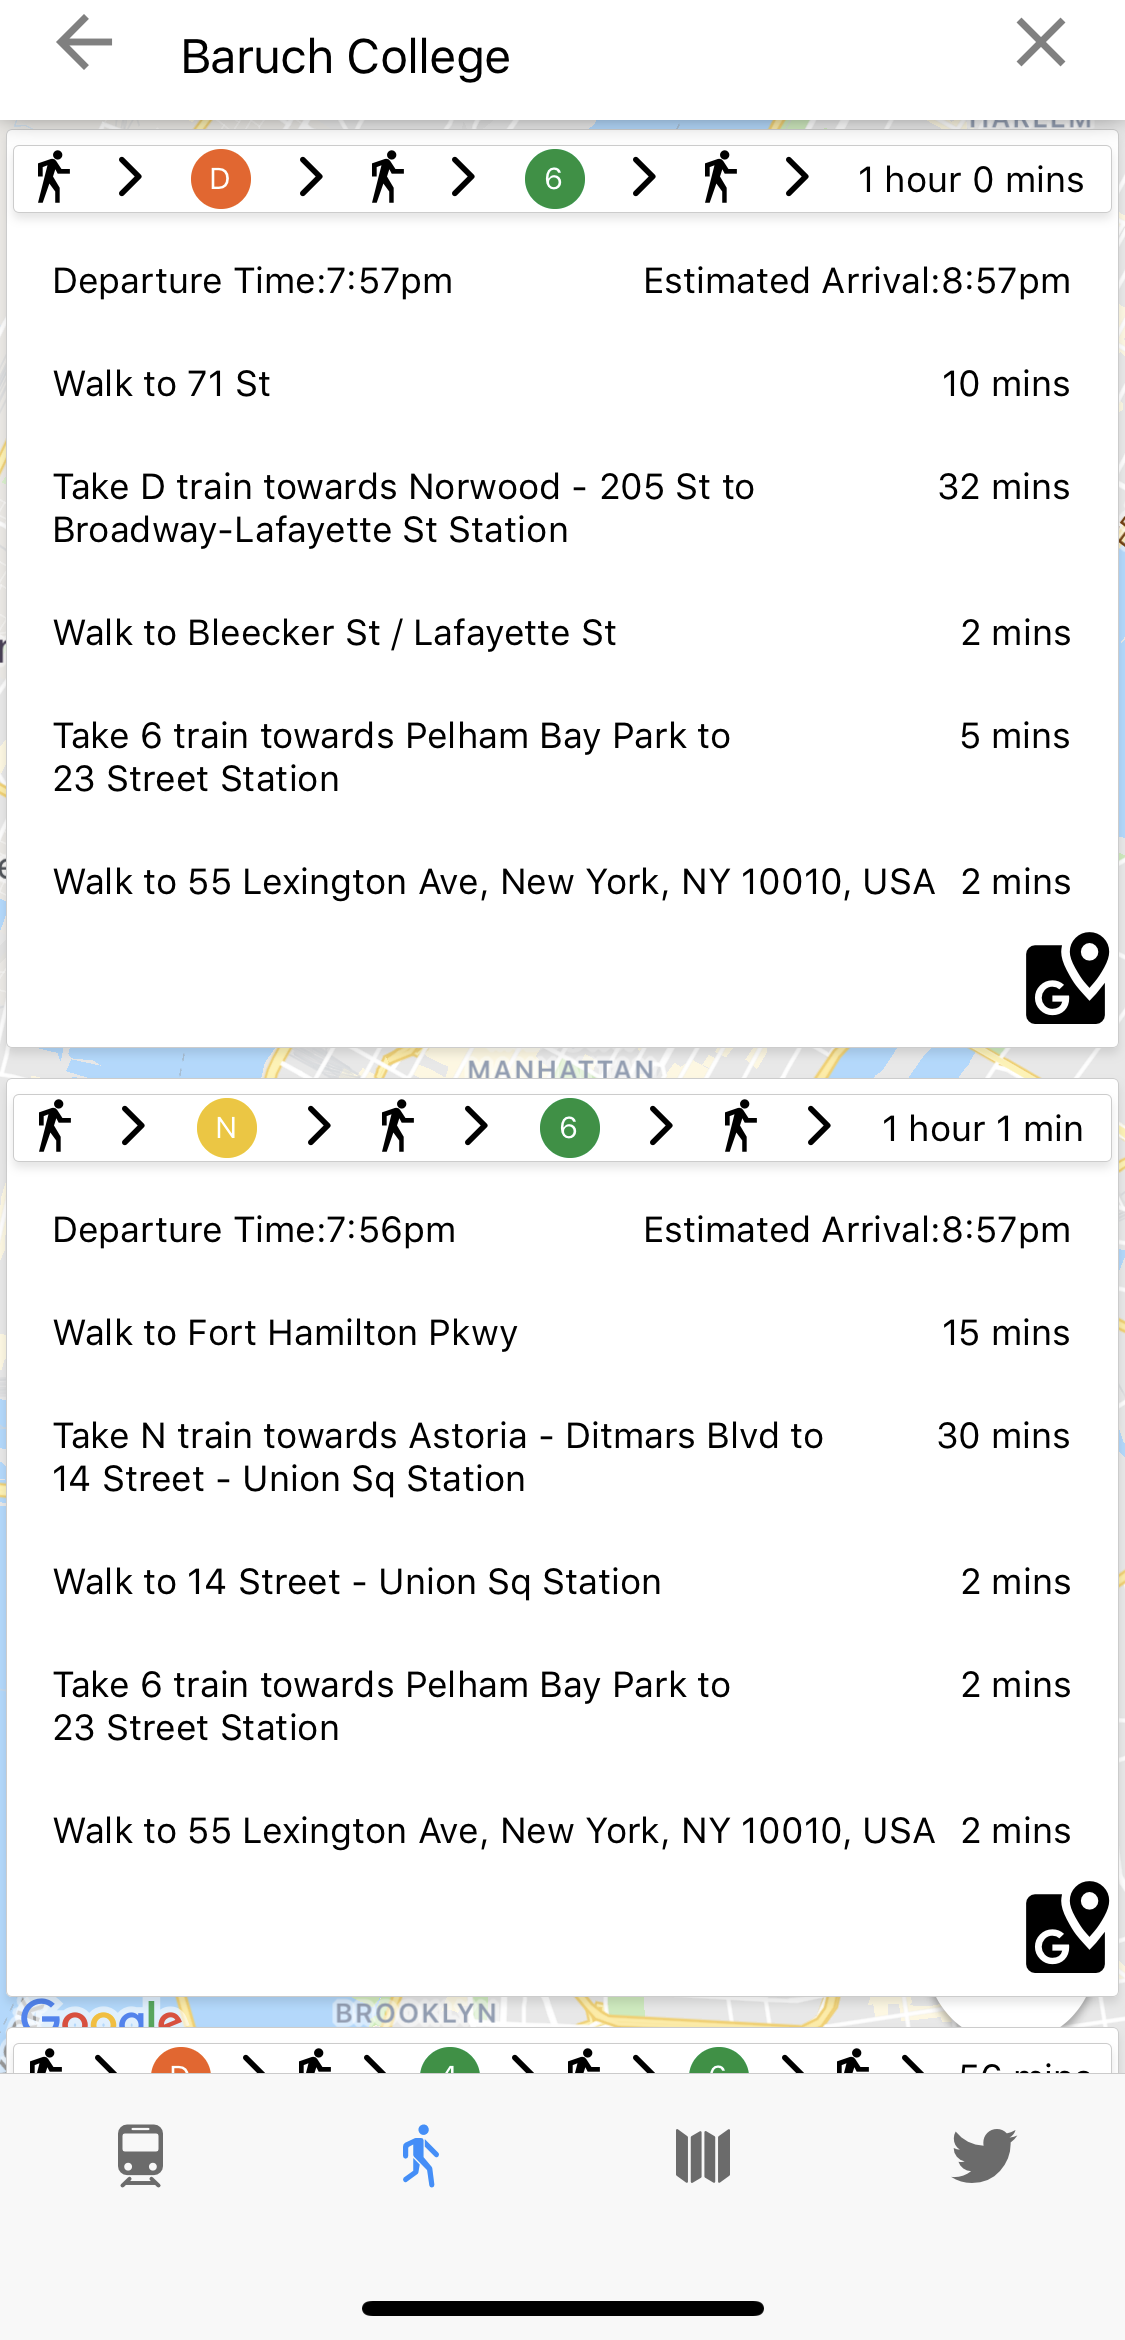 Baruch College
HARLEM
D 6 1 hour 0 mins
Departure Time:7:57pm Estimated Arrival:8:57pm
Walk to 71 St 10 mins
Take D train towards Norwood - 205 St to 32 mins
Broadway-Lafayette St Station
Walk to Bleecker St / Lafayette St 2 mins
Take 6 train towards Pelham Bay Park to 5 mins
23 Street Station
Walk to 55 Lexington Ave, New York, NY 10010, USA 2 mins
G
MANHATTAN
N 6 1 hour 1 min
Departure Time:7:56pm Estimated Arrival:8:57pm
Walk to Fort Hamilton Pkwy 15 mins
Take N train towards Astoria - Ditmars Blvd to 30 mins
14 Street - Union Sq Station
Walk to 14 Street - Union Sq Station 2 mins
Take 6 train towards Pelham Bay Park to 2 mins
23 Street Station
Walk to 55 Lexington Ave, New York, NY 10010, USA 2 mins
G
Google BROOKLYN
D 4 6 56 mins